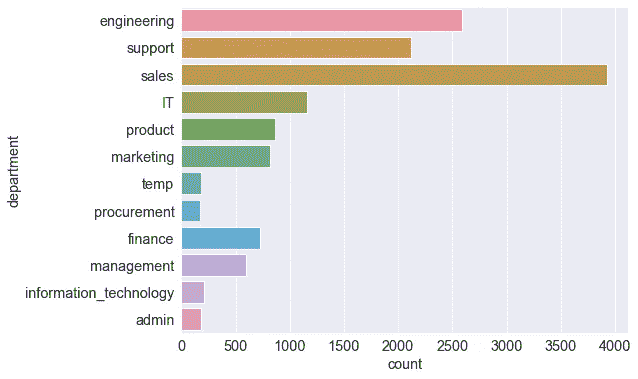 department
engineering
support
sales
IT
product
marketing
temp
procurement
finance
management
information_technology
admin
0 500 1000 1500 2000 2500 3000 3500 4000
count